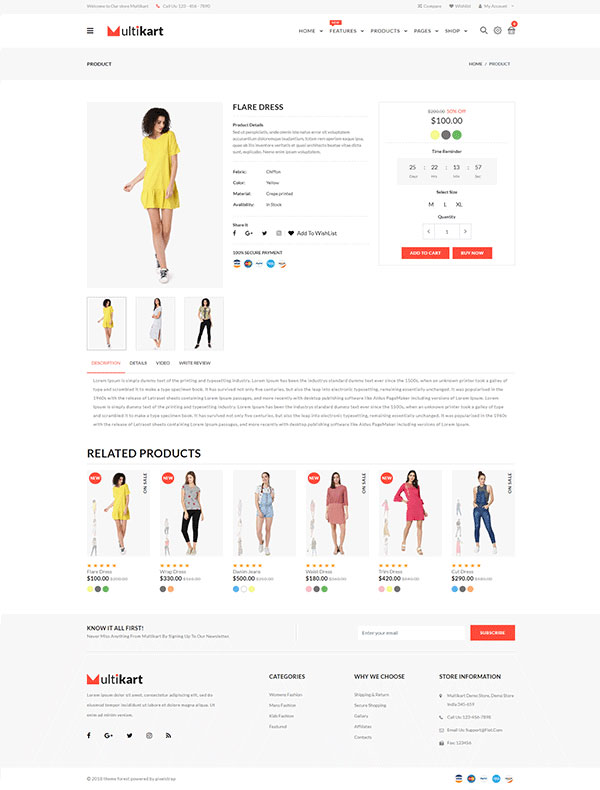 Welcome to Our store Multikart
Call Us: 123 - 456 - 7890
Compare
Wishlist
My Account
Multikart
HOME
NEW
FEATURES
PRODUCTS
PAGES
SHOP
PRODUCT
HOME / PRODUCT
FLARE DRESS
Product Details
Sed ut perspiciatis, unde omnis iste natus error sit voluptatem
accusantium doloremque laudantium, totam rem aperiam eaque ipsa,
quae ab illo inventore veritatis et quasi architecto beatae vitae dicta
sunt, explicabo. Nemo enim ipsam voluptatem.
Fabric: Chiffon
Color: Yellow
Material: Crepe printed
Availability: In Stock
Share It
Add To WishList
100% SECURE PAYMENT
$200.00 50% OFF
$100.00
Time Reminder
25 : 22 : 13 : 57
Days Hrs Min Sec
Select Size
M L XL
Quantity
1
ADD TO CART
BUY NOW
DESCRIPTION
DETAILS
VIDEO
WRITE REVIEW
Lorem Ipsum is simply dummy text of the printing and typesetting industry. Lorem Ipsum has been the industrys standard dummy text ever since the 1500s, when an unknown printer took a galley of
type and scrambled it to make a type specimen book. It has survived not only five centuries, but also the leap into electronic typesetting, remaining essentially unchanged. It was popularised in the
1960s with the release of Letraset sheets containing Lorem Ipsum passages, and more recently with desktop publishing software like Aldus PageMaker including versions of Lorem Ipsum.
Lorem Ipsum is simply dummy text of the printing and typesetting industry. Lorem Ipsum has been the industrys standard dummy text ever since the 1500s, when an unknown printer took a galley of type
and scrambled it to make a type specimen book. It has survived not only five centuries, but also the leap into electronic typesetting, remaining essentially unchanged. It was popularised in the 1960s
with the release of Letraset sheets containing Lorem Ipsum passages, and more recently with desktop publishing software like Aldus PageMaker including versions of Lorem Ipsum.
RELATED PRODUCTS
NEW
ON SALE
NEW
NEW
ON SALE
NEW
ON SALE
Flare Dress
$100.00 $200.00
Wrap Dress
$330.00
Denim Jeans
$500.00
Waist Dress
$180.00
Trim Dress
$420.00
Cut Dress
$290.00
KNOW IT ALL FIRST!
Never Miss Anything From Multikart By Signing Up To Our Newsletter.
Enter your email
SUBSCRIBE
Multikart
Lorem ipsum dolor sit amet, consectetur adipiscing elit, sed do
eiusmod tempor incididunt ut labore et dolore magna aliqua. Ut enim
ad minim veniam,
CATEGORIES
Womens Fashion
Mens Fashion
Kids Fashion
Featured
WHY WE CHOOSE
Shipping & Return
Secure Shopping
Gallary
Affiliates
Contacts
STORE INFORMATION
Multikart Demo Store, Demo Store
India 345-659
Call Us: 123-456-7898
Email Us: Support@Fiot.Com
Fax: 123456
© 2018 theme forest powered by pixelstrap